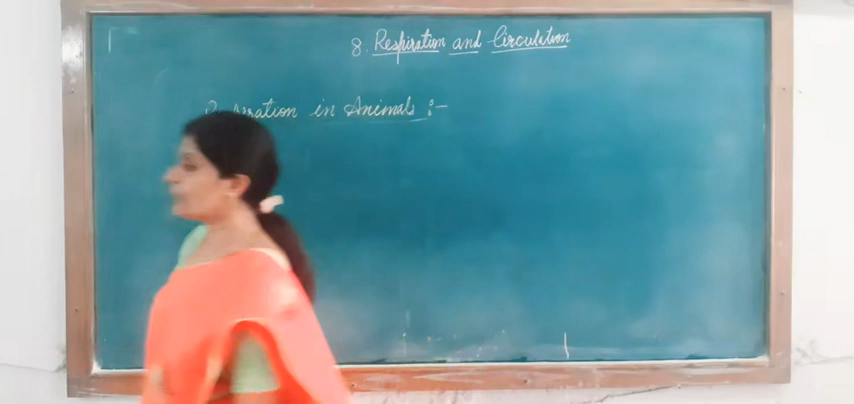 8. Respiration and Circulation
in Animals :-